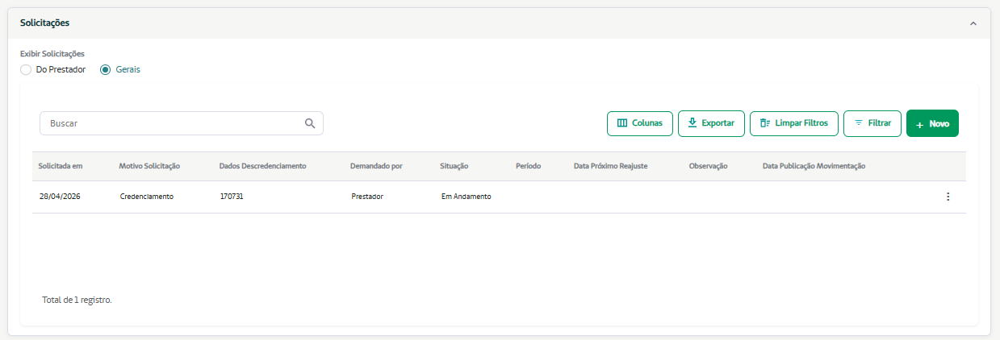 Solicitações
Exibir Solicitações
Do Prestador Gerais
Buscar Colunas Exportar Limpar Filtros Filtrar + Novo
Solicitada em Motivo Solicitação Dados Descredenciamento Demandado por Situação Período Data Próximo Reajuste Observação Data Publicação Movimentação
28/04/2026 Credenciamento 170731 Prestador Em Andamento
Total de 1 registro.